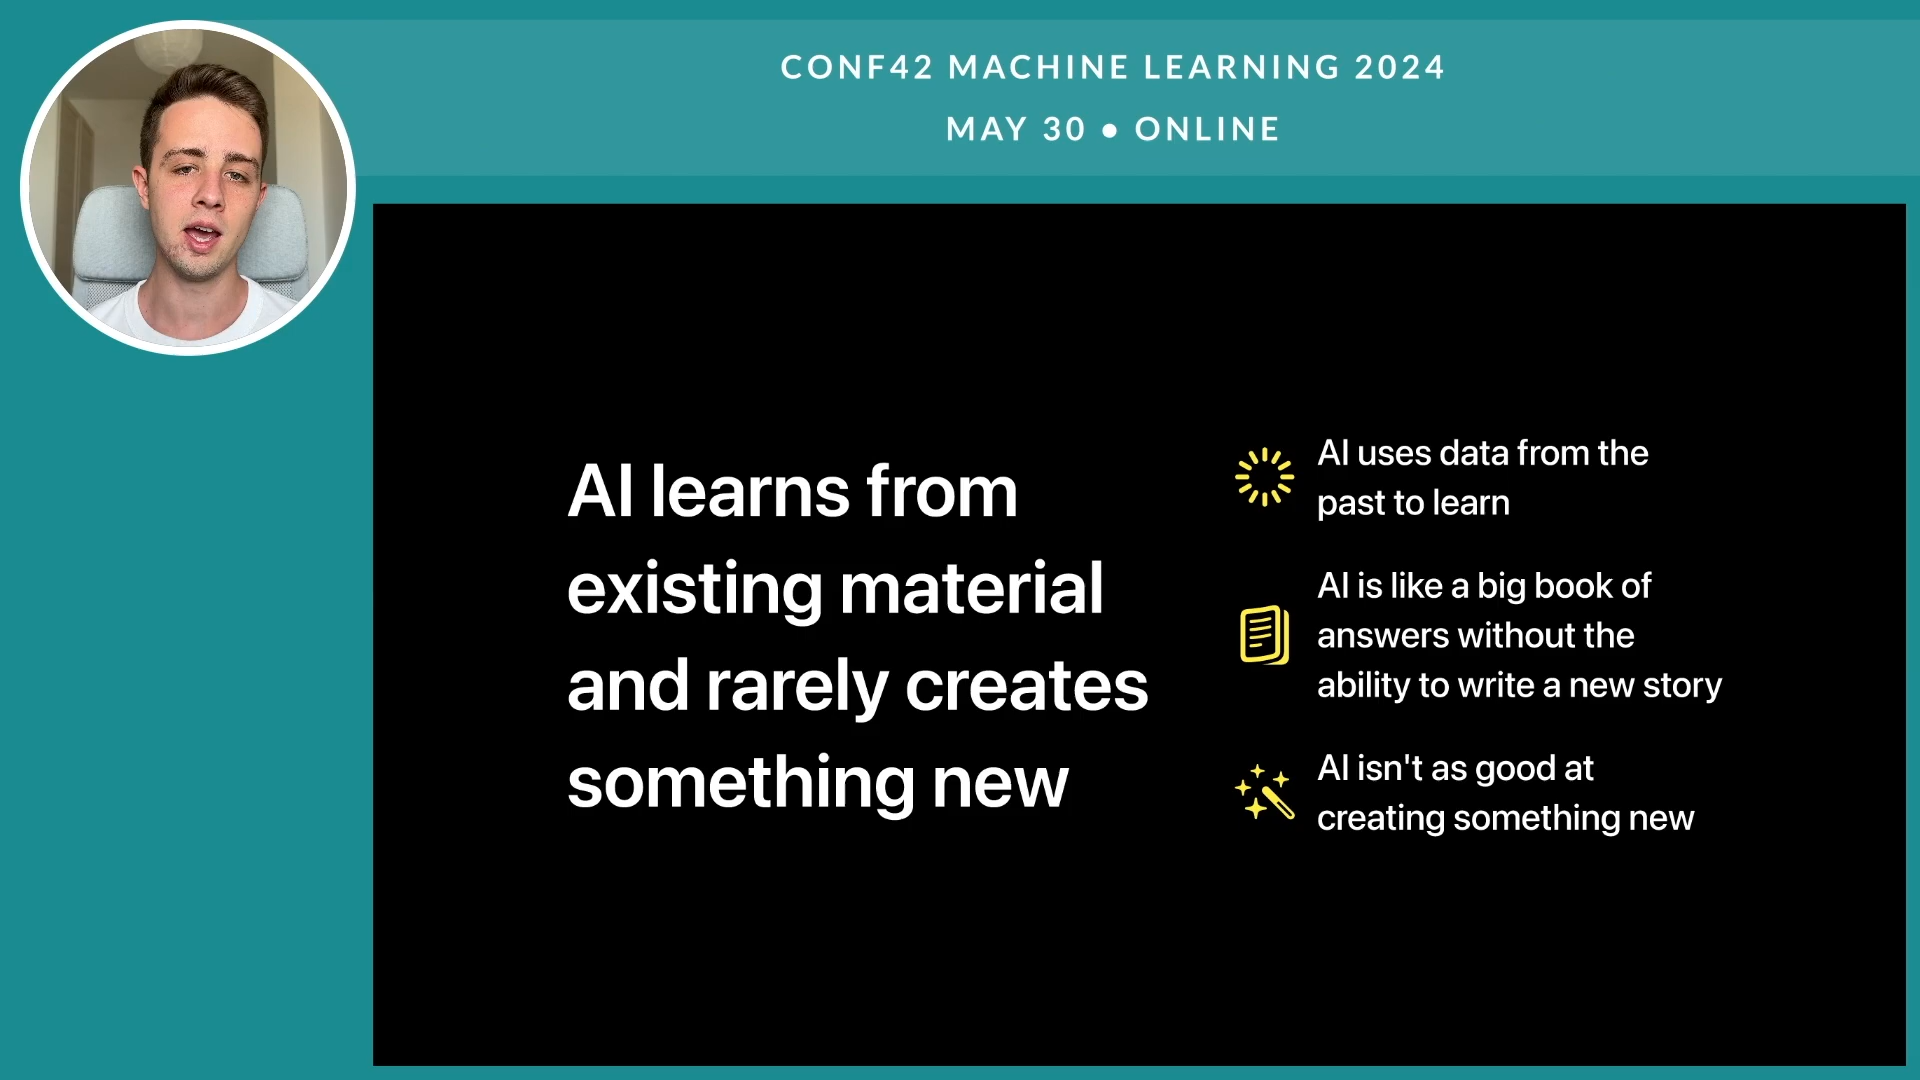 CONF42 MACHINE LEARNING 2024
MAY 30 • ONLINE
AI learns from
existing material
and rarely creates
something new
AI uses data from the
past to learn
AI is like a big book of
answers without the
ability to write a new story
AI isn't as good at
creating something new